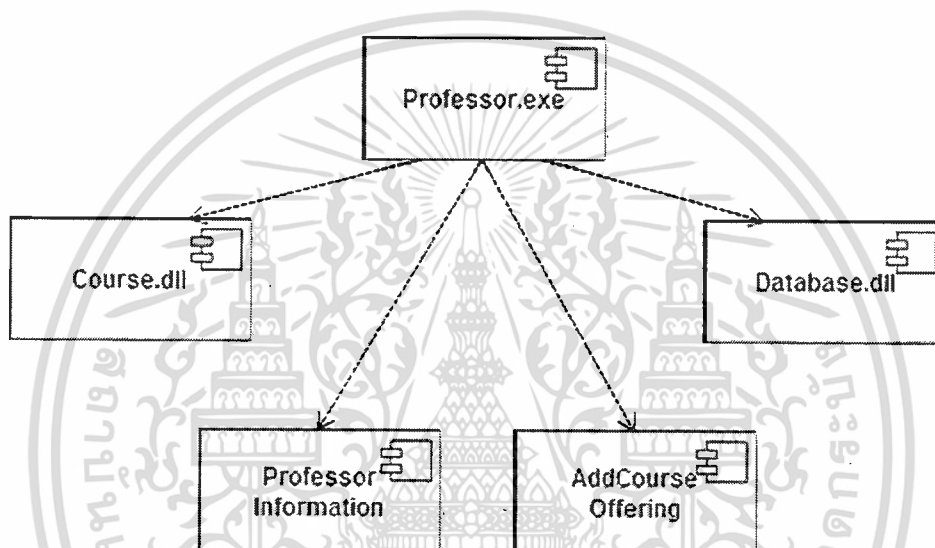 Professor.exe
Course.dll
Database.dll
Professor
Information
AddCourse
Offering